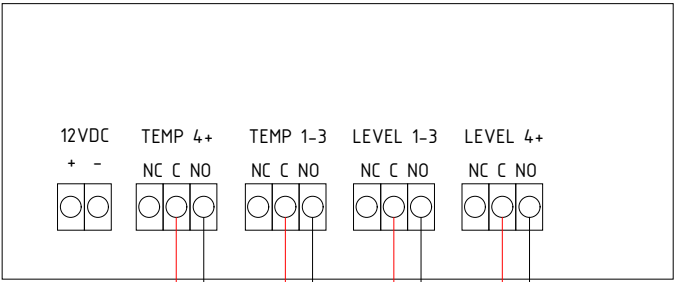 12VDC TEMP 4+ TEMP 1-3 LEVEL 1-3 LEVEL 4+
+ - NC C NO NC C NO NC C NO NC C NO